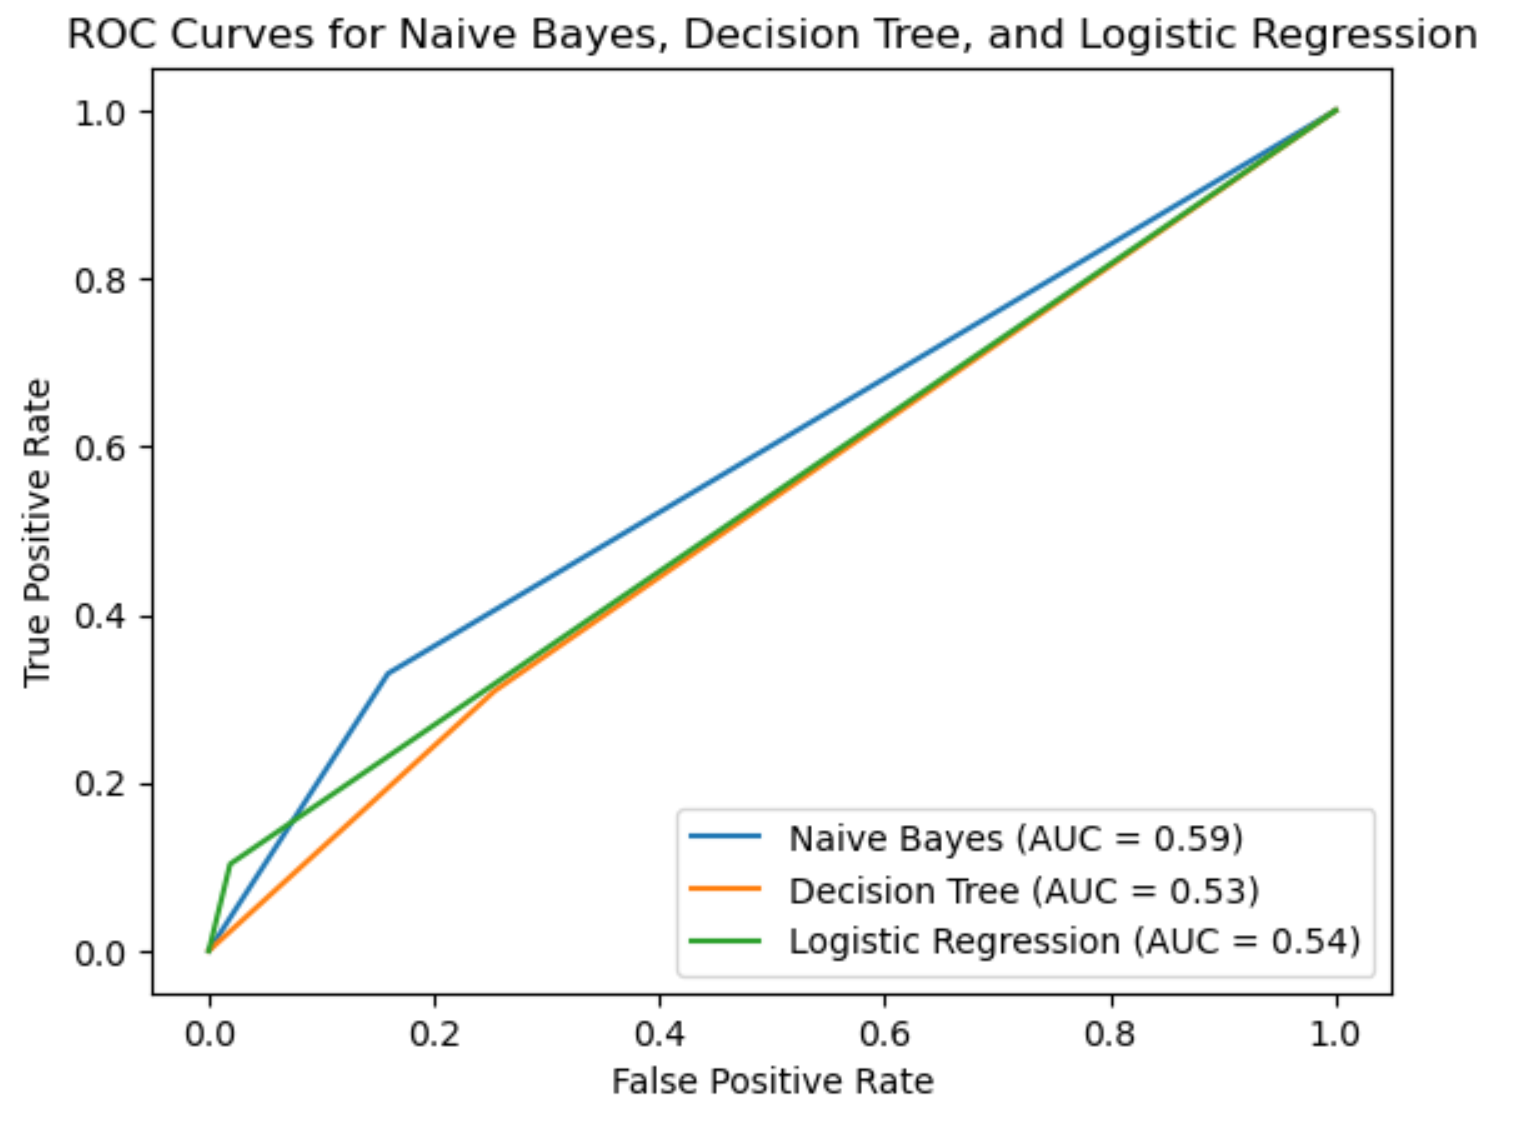 ROC Curves for Naive Bayes, Decision Tree, and Logistic Regression
1.0
0.8
0.6
0.4
0.2
0.0
True Positive Rate
Naive Bayes (AUC = 0.59)
Decision Tree (AUC = 0.53)
Logistic Regression (AUC = 0.54)
0.0 0.2 0.4 0.6 0.8 1.0
False Positive Rate